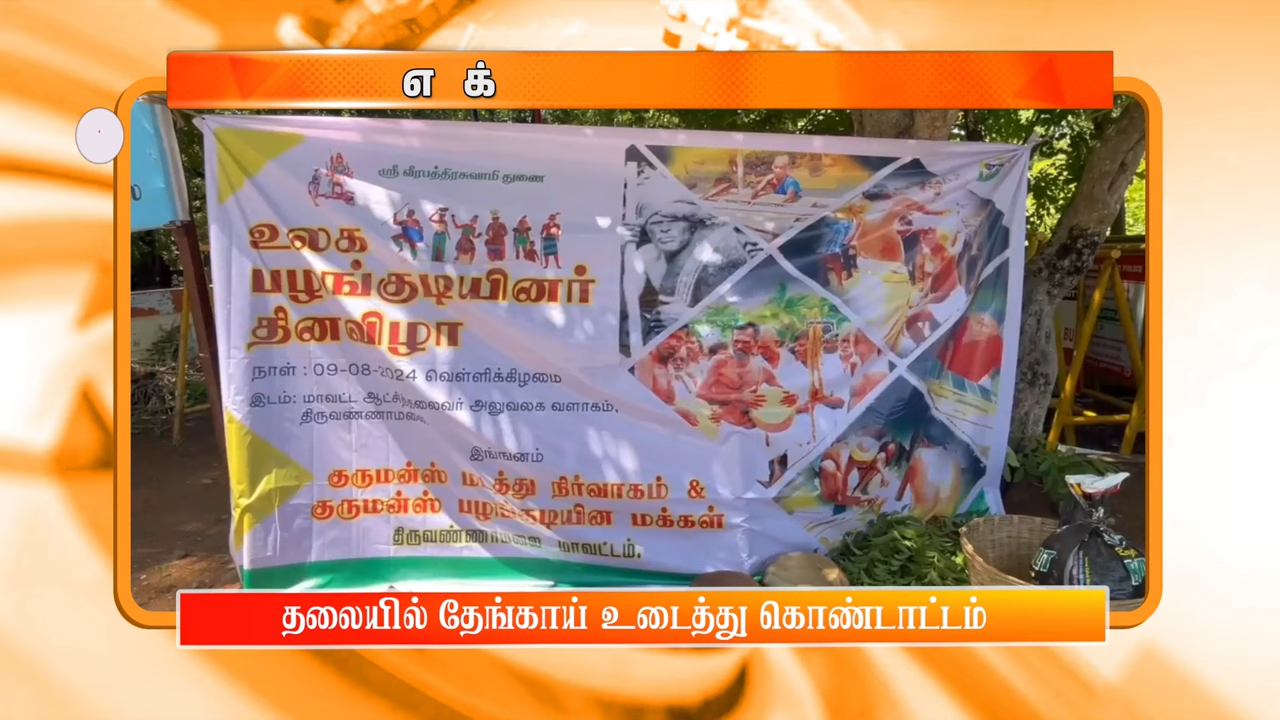 எ க்
ஸ்ரீ வீரபத்திரசுவாமி துணை
உலக
பழங்குடியினர்
தினவிழா
நாள் : 09-08-2024 வெள்ளிக்கிழமை
இடம்: மாவட்ட ஆட்சித்தலைவர் அலுவலக வளாகம்,
திருவண்ணாமலை.
இங்ஙனம்
குருமன்ஸ் மடத்து நிர்வாகம் &
குருமன்ஸ் பழங்குடியின மக்கள்
திருவண்ணாமலை மாவட்டம்.
தலையில் தேங்காய் உடைத்து கொண்டாட்டம்